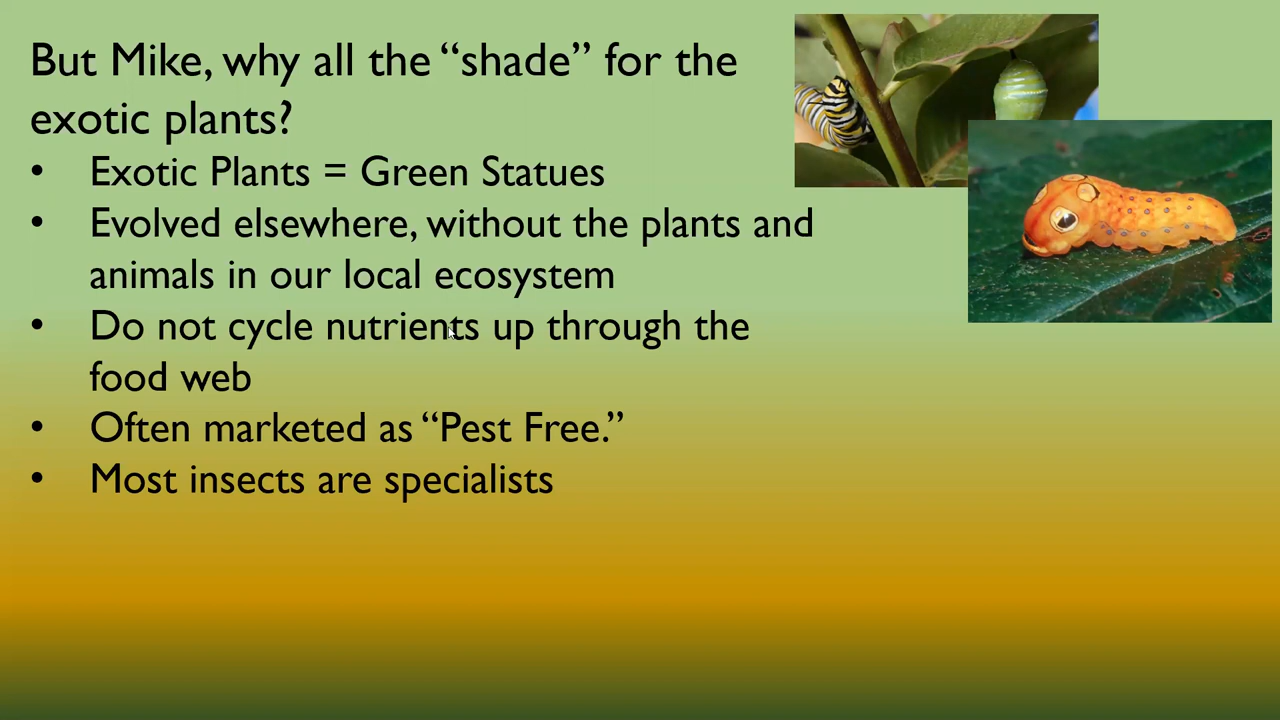 But Mike, why all the “shade” for the
exotic plants?
• Exotic Plants = Green Statues
• Evolved elsewhere, without the plants and
animals in our local ecosystem
• Do not cycle nutrients up through the
food web
• Often marketed as “Pest Free.”
• Most insects are specialists